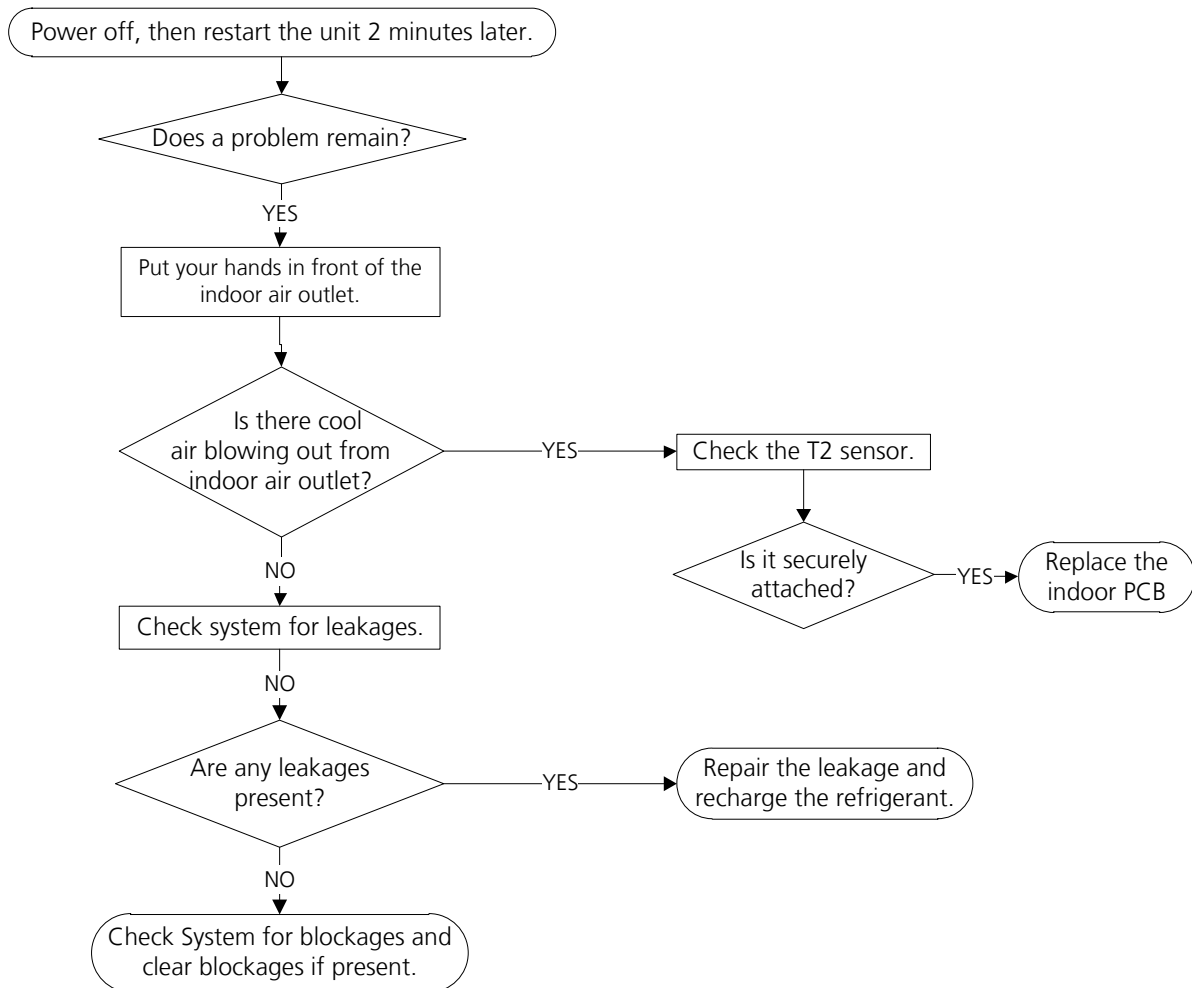 Power off, then restart the unit 2 minutes later.
Does a problem remain?
YES
Put your hands in front of the
indoor air outlet.
Is there cool
air blowing out from
indoor air outlet?
YES
Check the T2 sensor.
Is it securely
attached?
YES
Replace the
indoor PCB
NO
Check system for leakages.
NO
Are any leakages
present?
YES
Repair the leakage and
recharge the refrigerant.
NO
Check System for blockages and
clear blockages if present.